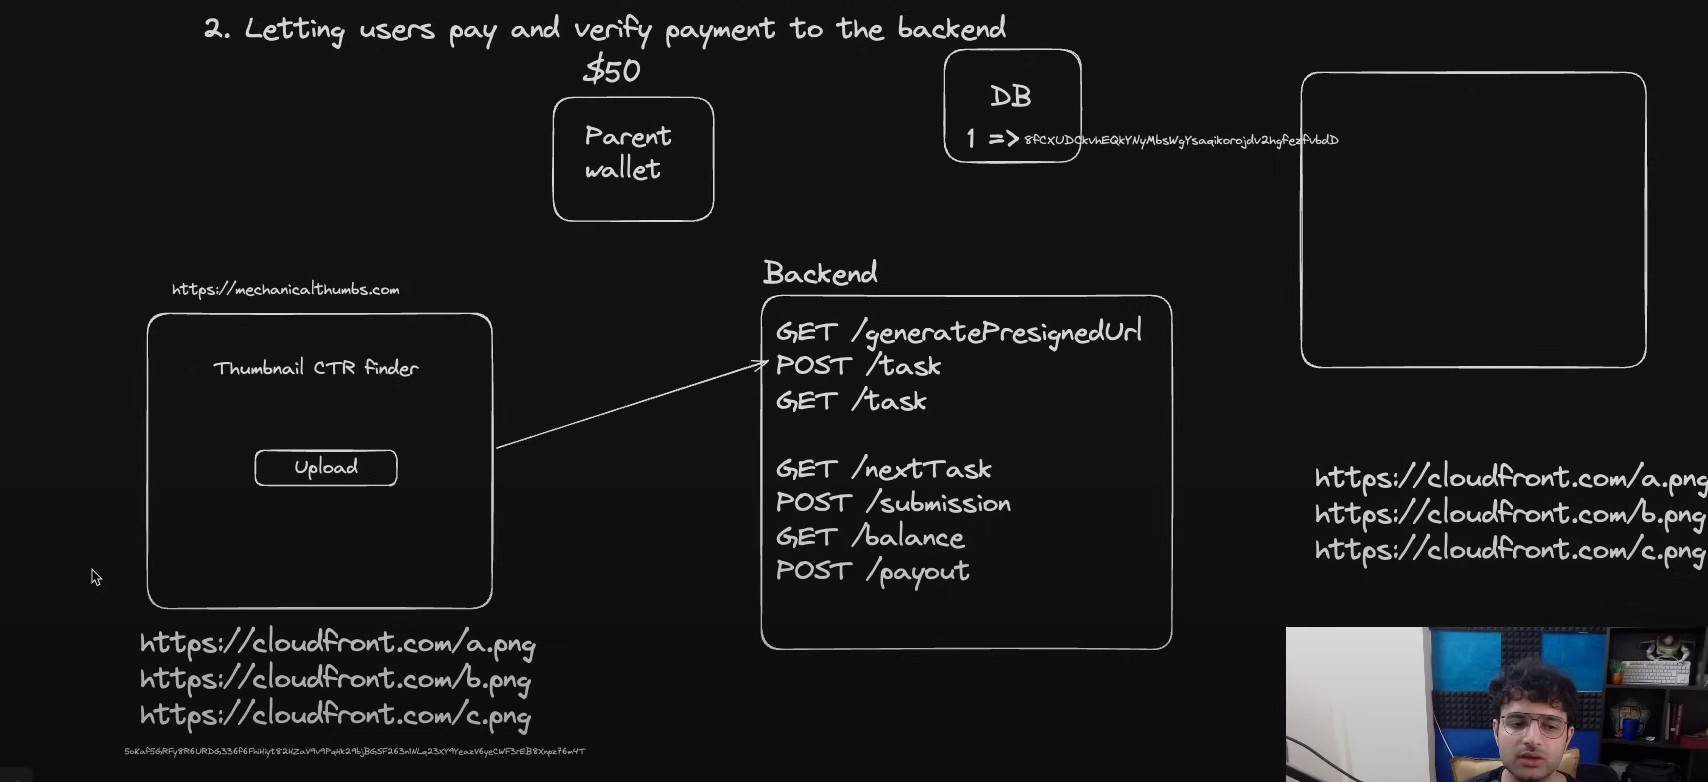 2. Letting users pay and verify payment to the backend
$50
Parent
wallet
DB
1 => 8fCXUDCkvhEQkYNyMbsWgYsaqikorojdv2hgfezfvbdD
https://mechanicalthumbs.com
Thumbnail CTR finder
Upload
https://cloudfront.com/a.png
https://cloudfront.com/b.png
https://cloudfront.com/c.png
Backend
GET /generatePresignedUrl
POST /task
GET /task
GET /nextTask
POST /submission
GET /balance
POST /payout
https://cloudfront.com/a.png
https://cloudfront.com/b.png
https://cloudfront.com/c.png